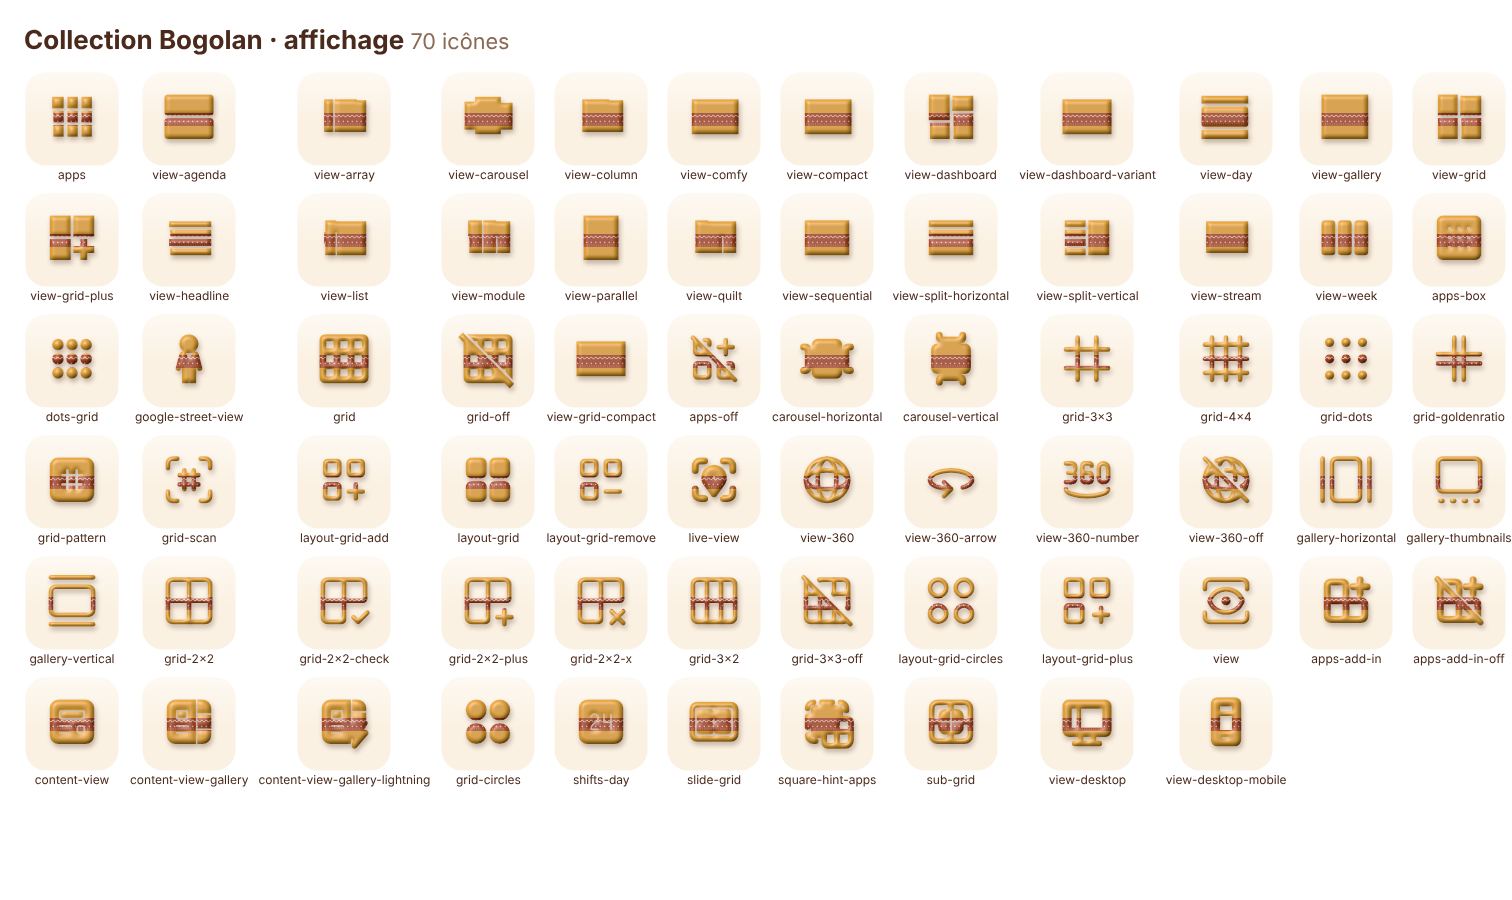 Collection Bogolan · affichage 70 icônes
apps view-agenda view-array view-carousel view-column view-comfy view-compact view-dashboard view-dashboard-variant view-day view-gallery view-grid
view-grid-plus view-headline view-list view-module view-parallel view-quilt view-sequential view-split-horizontal view-split-vertical view-stream view-week apps-box
dots-grid google-street-view grid grid-off view-grid-compact apps-off carousel-horizontal carousel-vertical grid-3×3 grid-4×4 grid-dots grid-goldenratio
360
grid-pattern grid-scan layout-grid-add layout-grid layout-grid-remove live-view view-360 view-360-arrow view-360-number view-360-off gallery-horizontal gallery-thumbnails
gallery-vertical grid-2×2 grid-2×2-check grid-2×2-plus grid-2×2-x grid-3×2 grid-3×3-off layout-grid-circles layout-grid-plus view apps-add-in apps-add-in-off
24
content-view content-view-gallery content-view-gallery-lightning grid-circles shifts-day slide-grid square-hint-apps sub-grid view-desktop view-desktop-mobile